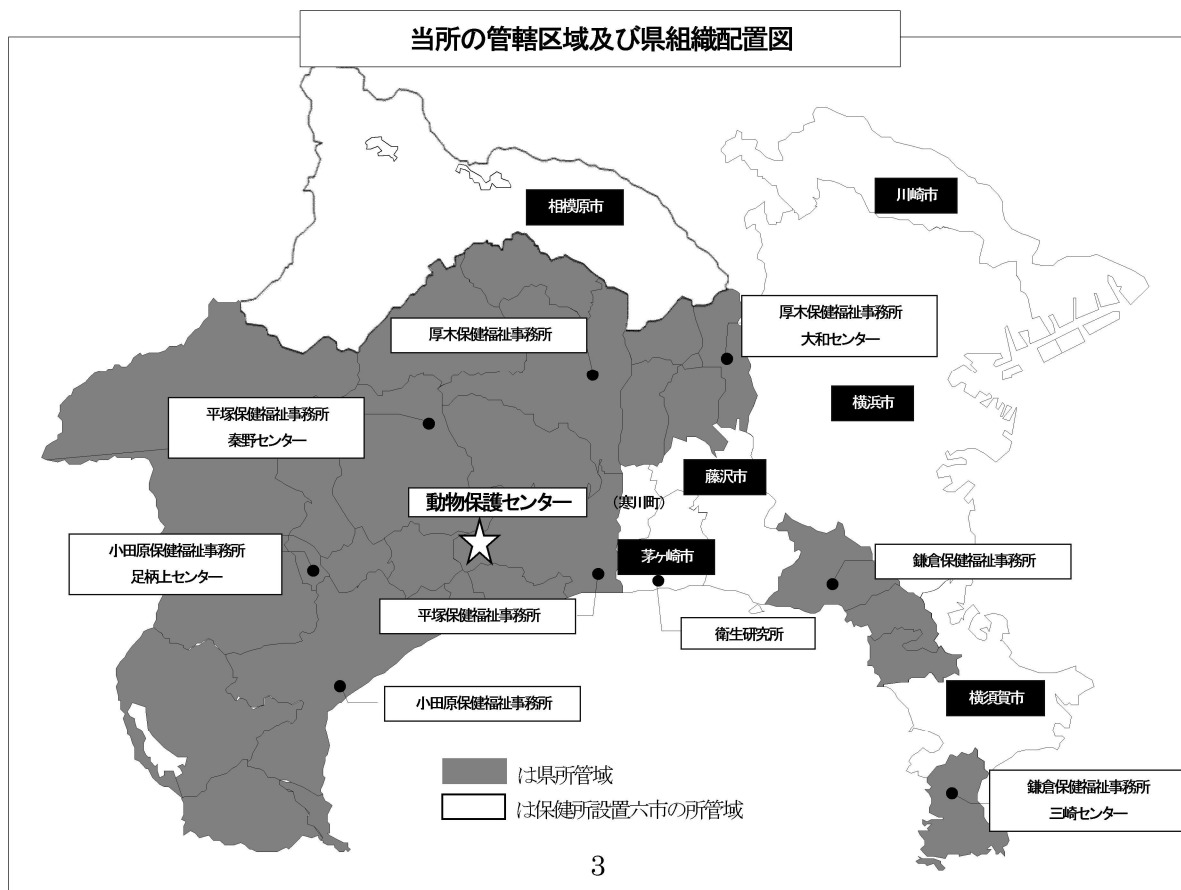 当所の管轄区域及び県組織配置図
相模原市
川崎市
厚木保健福祉事務所
厚木保健福祉事務所
大和センター
横浜市
平塚保健福祉事務所
秦野センター
藤沢市
動物保護センター
(寒川町)
小田原保健福祉事務所
足柄上センター
茅ヶ崎市
鎌倉保健福祉事務所
平塚保健福祉事務所
衛生研究所
小田原保健福祉事務所
横須賀市
は県所管域
は保健所設置六市の所管域
鎌倉保健福祉事務所
三崎センター
3